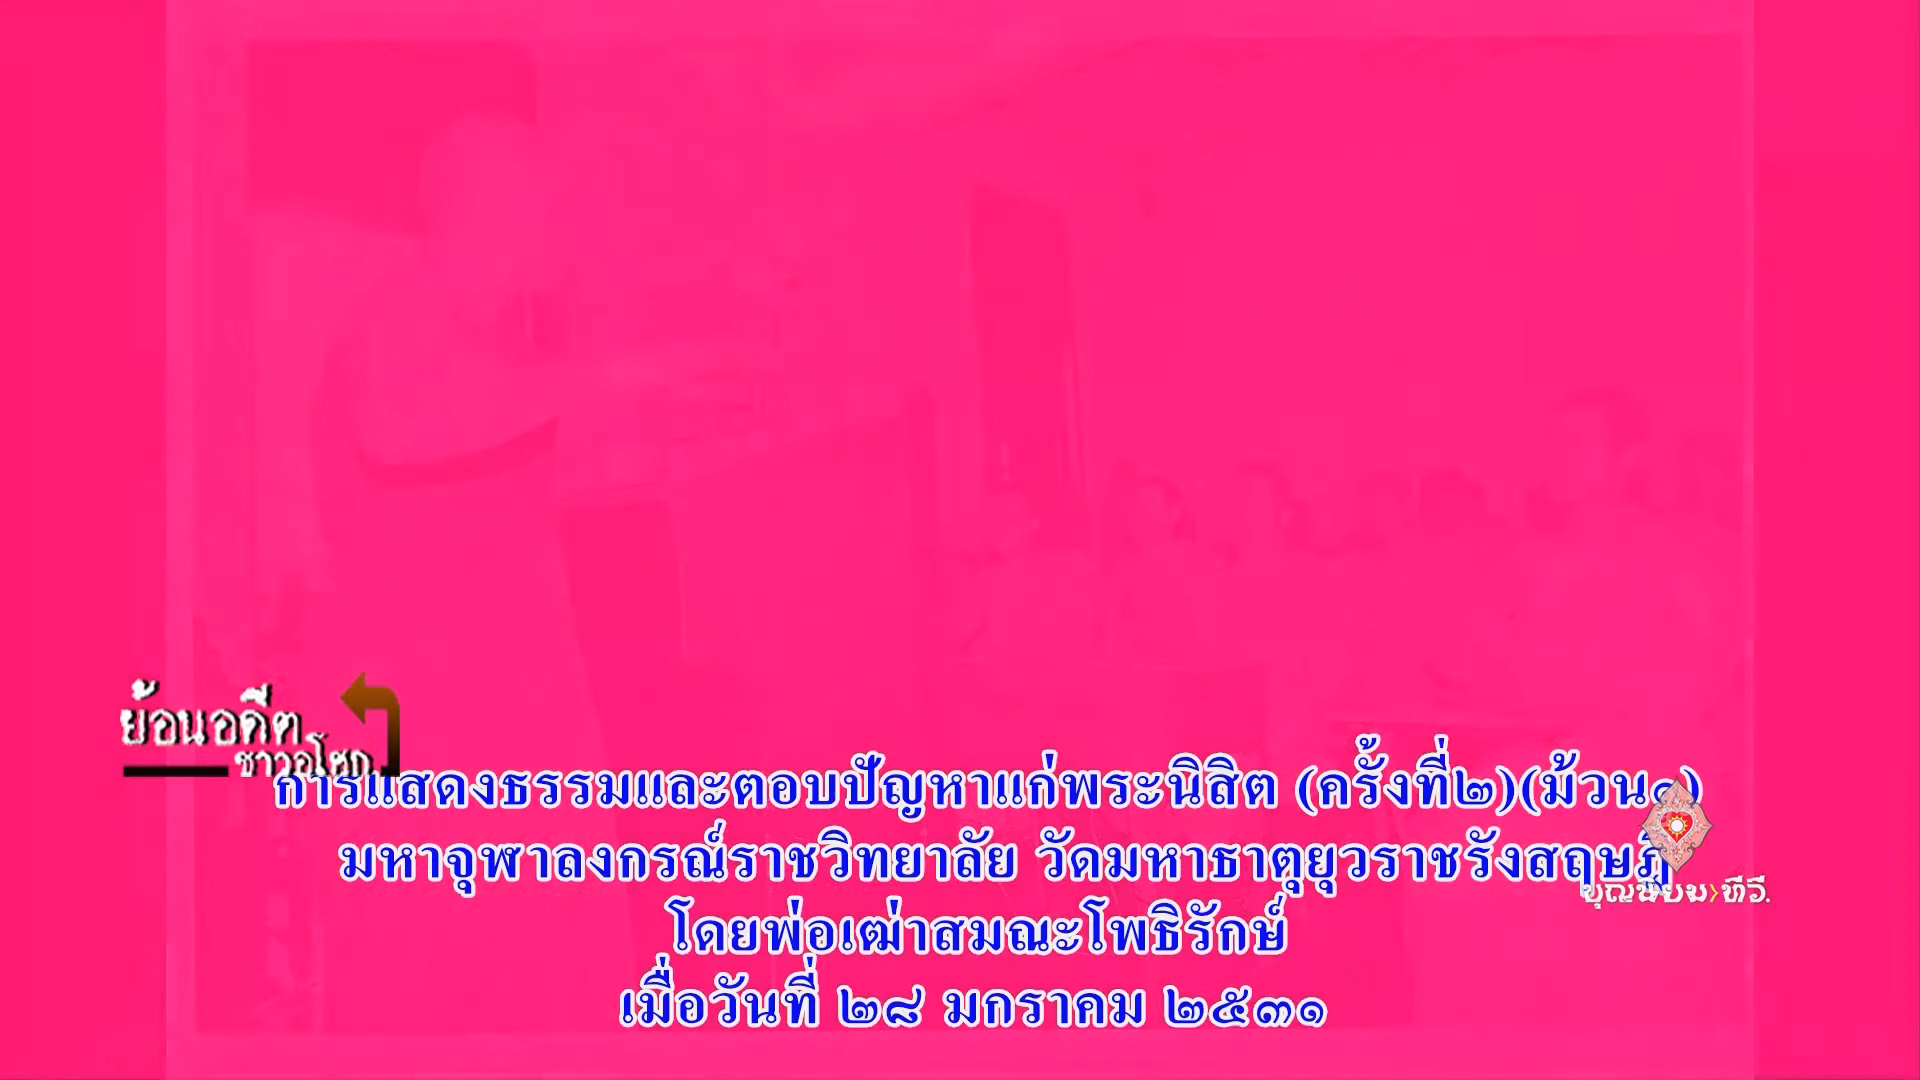 ย้อนอดีต
ชาวอโศก
การแสดงธรรมและตอบปัญหาแก่พระนิสิต (ครั้งที่๒)(ม้วน๑)
มหาจุฬาลงกรณ์ราชวิทยาลัย วัดมหาธาตุยุวราชรังสฤษฎิ์
บุญนิยม ทีวี.
โดยพ่อเฒ่าสมณะโพธิรักษ์
เมื่อวันที่ ๒๘ มกราคม ๒๕๓๑